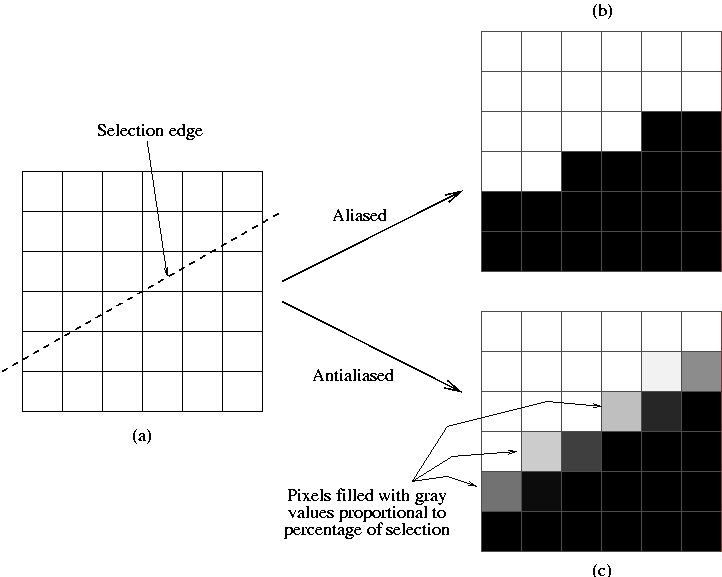 (b)
Selection edge
Aliased
Antialiased
(a)
Pixels filled with gray
values proportional to
percentage of selection
(c)